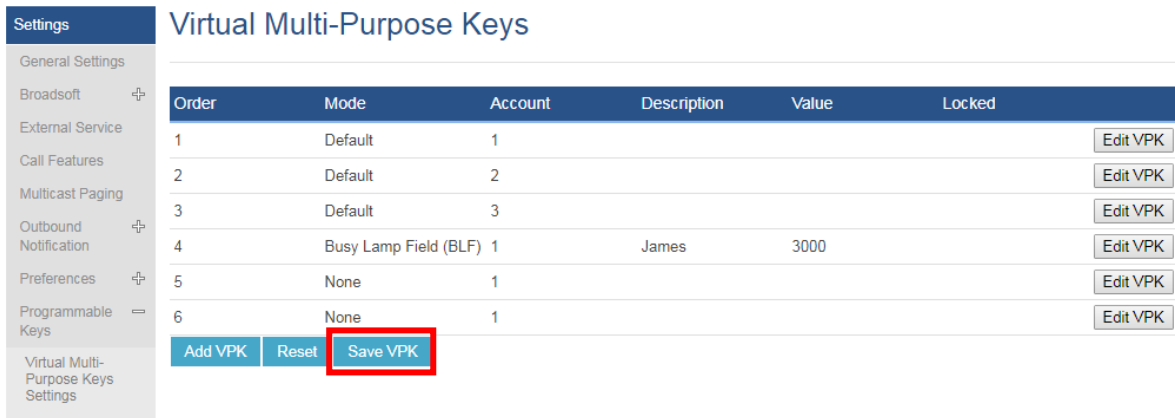 Settings
Virtual Multi-Purpose Keys
General Settings
Broadsoft
External Service
Call Features
Multicast Paging
Outbound
Notification
Preferences
Programmable
Keys
Virtual Multi-
Purpose Keys
Settings
Order Mode Account Description Value Locked
1 Default 1 Edit VPK
2 Default 2 Edit VPK
3 Default 3 Edit VPK
4 Busy Lamp Field (BLF) 1 James 3000 Edit VPK
5 None 1 Edit VPK
6 None 1 Edit VPK
Add VPK Reset Save VPK